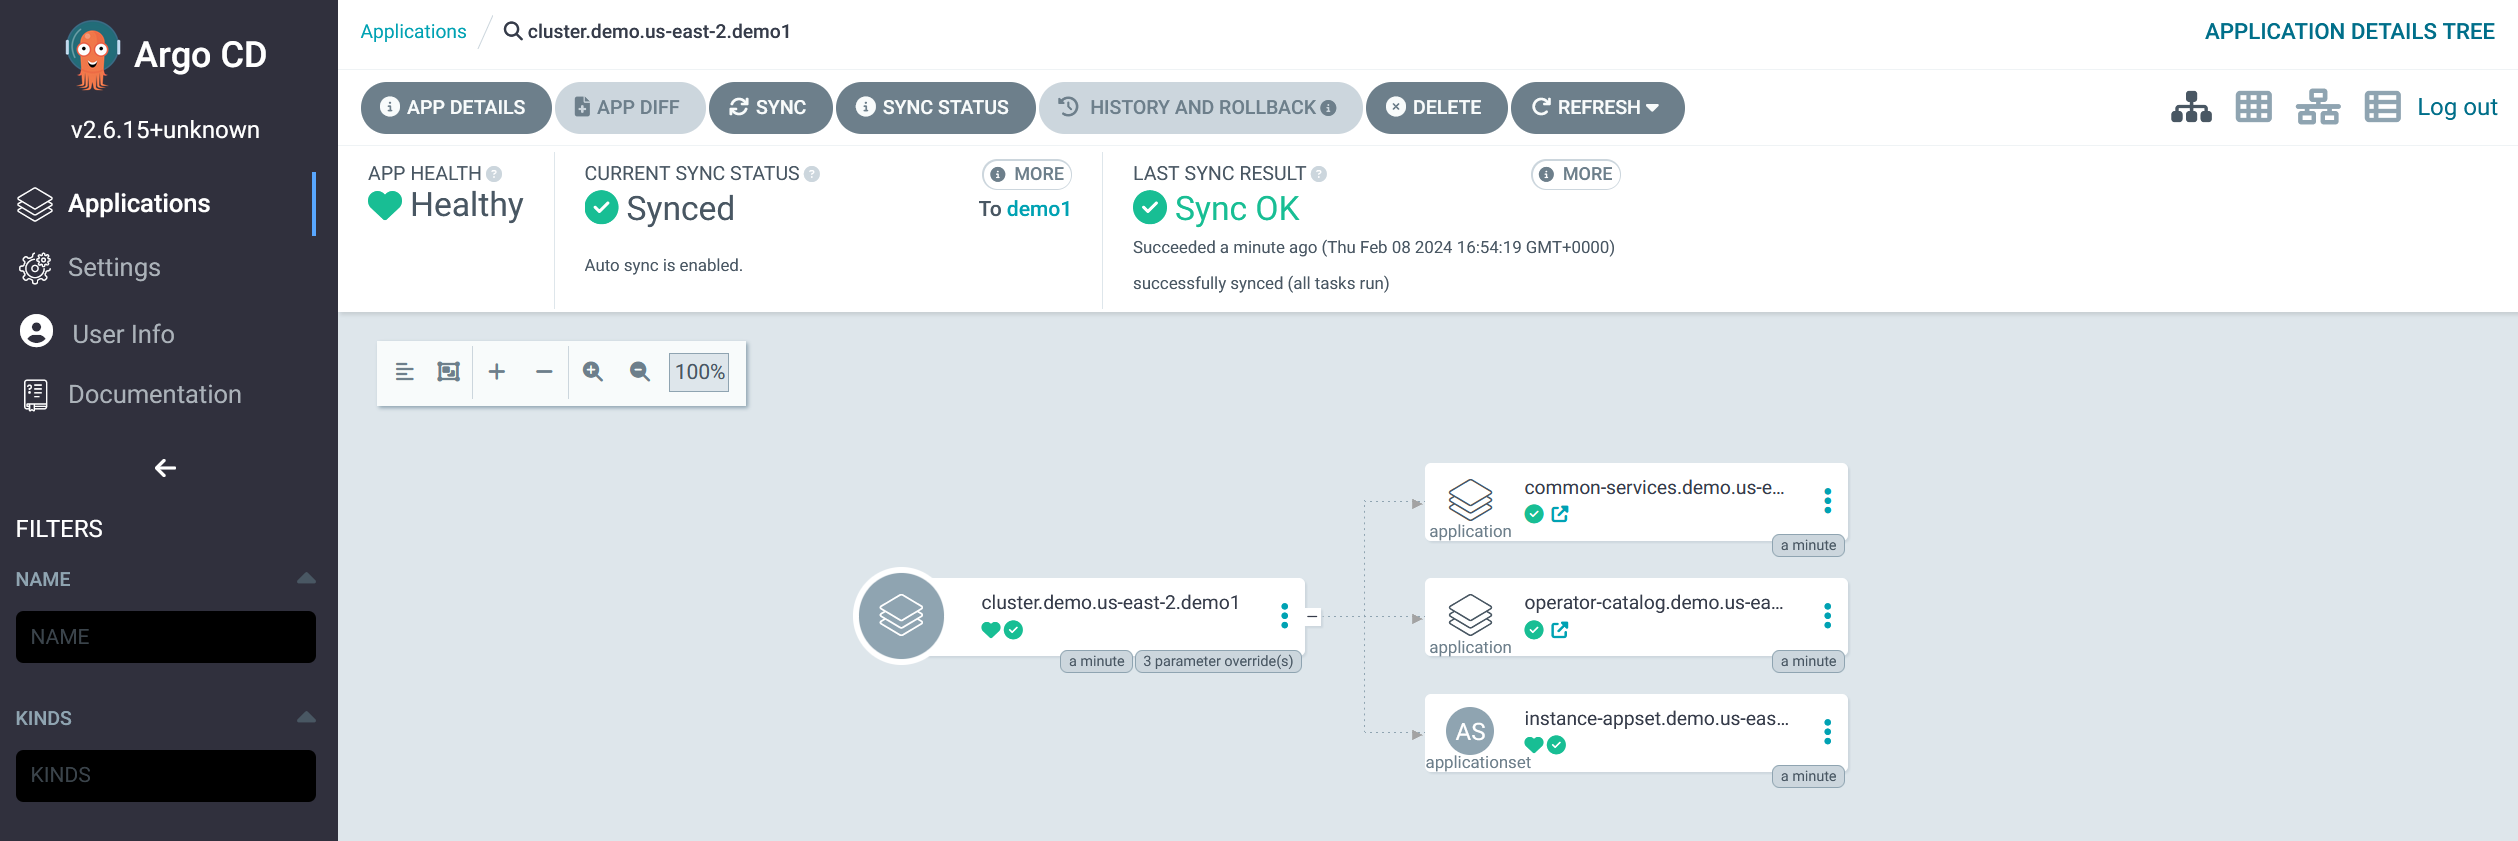 Argo CD
v2.6.15+unknown
Applications
Settings
User Info
Documentation
FILTERS
NAME
NAME
KINDS
KINDS
Applications / cluster.demo.us-east-2.demo1
APPLICATION DETAILS TREE
APP DETAILS APP DIFF SYNC SYNC STATUS HISTORY AND ROLLBACK DELETE REFRESH
Log out
APP HEALTH
Healthy
CURRENT SYNC STATUS
MORE
Synced
To demo1
Auto sync is enabled.
LAST SYNC RESULT
MORE
Sync OK
Succeeded a minute ago (Thu Feb 08 2024 16:54:19 GMT+0000)
successfully synced (all tasks run)
100%
cluster.demo.us-east-2.demo1
a minute 3 parameter override(s)
common-services.demo.us-e...
application
a minute
operator-catalog.demo.us-ea...
application
a minute
AS
instance-appset.demo.us-eas...
applicationset
a minute